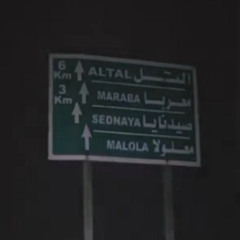 6 Km ALTAL التل
3 Km MARABA معربا
SEDNAYA صيدنايا
MALOLA معلولا